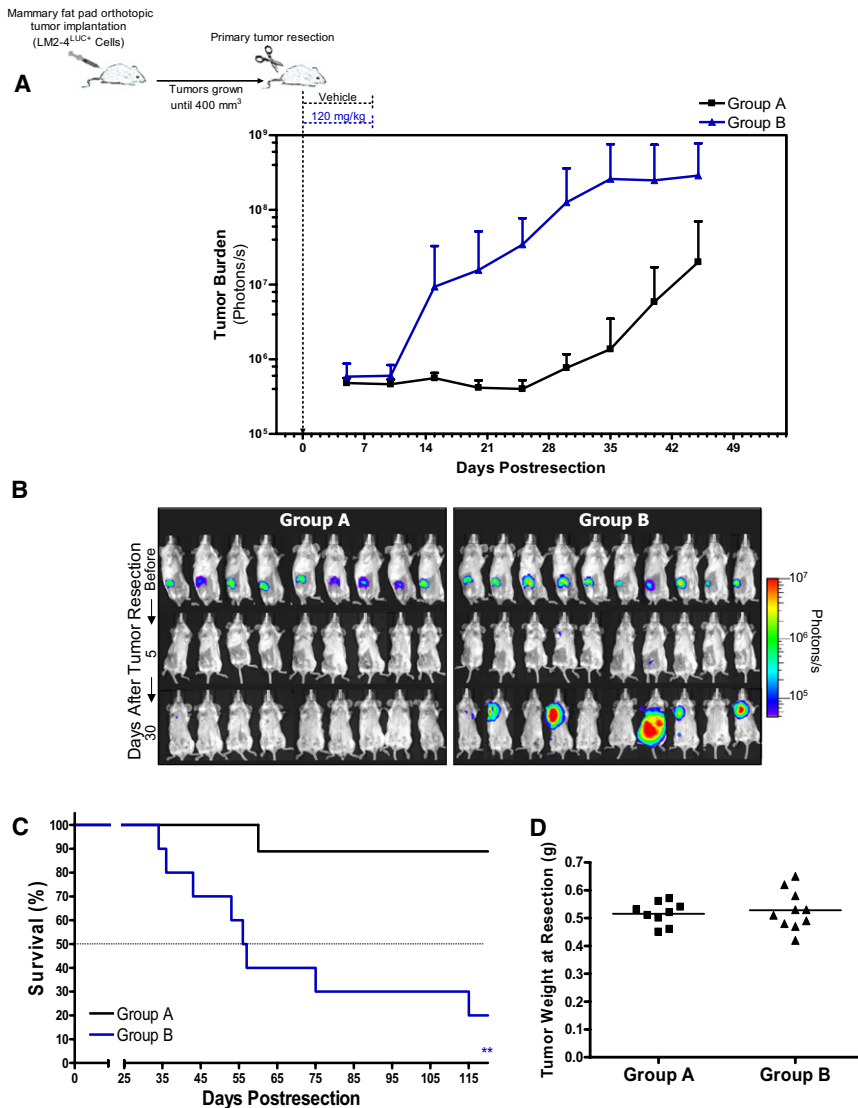 Mammary fat pad orthotopic
tumor implantation
(LM2-4^LUC+ Cells)
Primary tumor resection
Tumors grown
until 400 mm³
A
Vehicle
120 mg/kg
Group A
Group B
Tumor Burden
(Photons/s)
10⁹
10⁸
10⁷
10⁶
10⁵
0 7 14 21 28 35 42 49
Days Postresection
B
Group A
Group B
Days After Tumor Resection
Before
5
30
10⁷
10⁶
10⁵
Photons/s
C
Survival (%)
100
90
80
70
60
50
40
30
20
10
0
Group A
Group B
**
0 25 35 45 55 65 75 85 95 105 115
Days Postresection
D
Tumor Weight at Resection (g)
0.7
0.6
0.5
0.4
0.3
0.2
0.1
0.0
Group A Group B